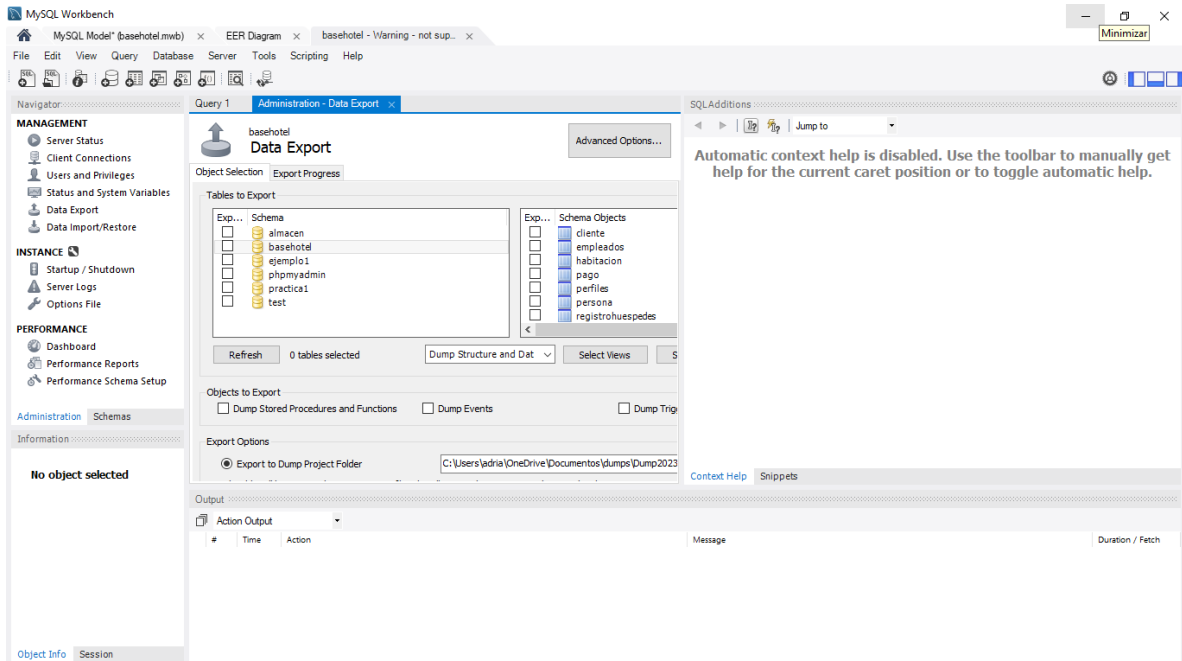 MySQL Workbench
MySQL Model* (basehotel.mwb) × EER Diagram × basehotel - Warning - not sup... ×
Minimizar
File Edit View Query Database Server Tools Scripting Help
Navigator
MANAGEMENT
Server Status
Client Connections
Users and Privileges
Status and System Variables
Data Export
Data Import/Restore
INSTANCE
Startup / Shutdown
Server Logs
Options File
PERFORMANCE
Dashboard
Performance Reports
Performance Schema Setup
Administration Schemas
Information
No object selected
Object Info Session
Query 1 Administration - Data Export ×
basehotel
Data Export
Advanced Options...
Object Selection Export Progress
Tables to Export
Exp... Schema
almacen
basehotel
ejemplo1
phpmyadmin
practica1
test
Exp... Schema Objects
cliente
empleados
habitacion
pago
perfiles
persona
registrohuespedes
Refresh 0 tables selected Dump Structure and Dat Select Views S
Objects to Export
Dump Stored Procedures and Functions Dump Events Dump Trig
Export Options
Export to Dump Project Folder C:\Users\adria\OneDrive\Documentos\dumps\Dump2023
SQLAdditions
Jump to
Automatic context help is disabled. Use the toolbar to manually get
help for the current caret position or to toggle automatic help.
Context Help Snippets
Output
Action Output
# Time Action Message Duration / Fetch